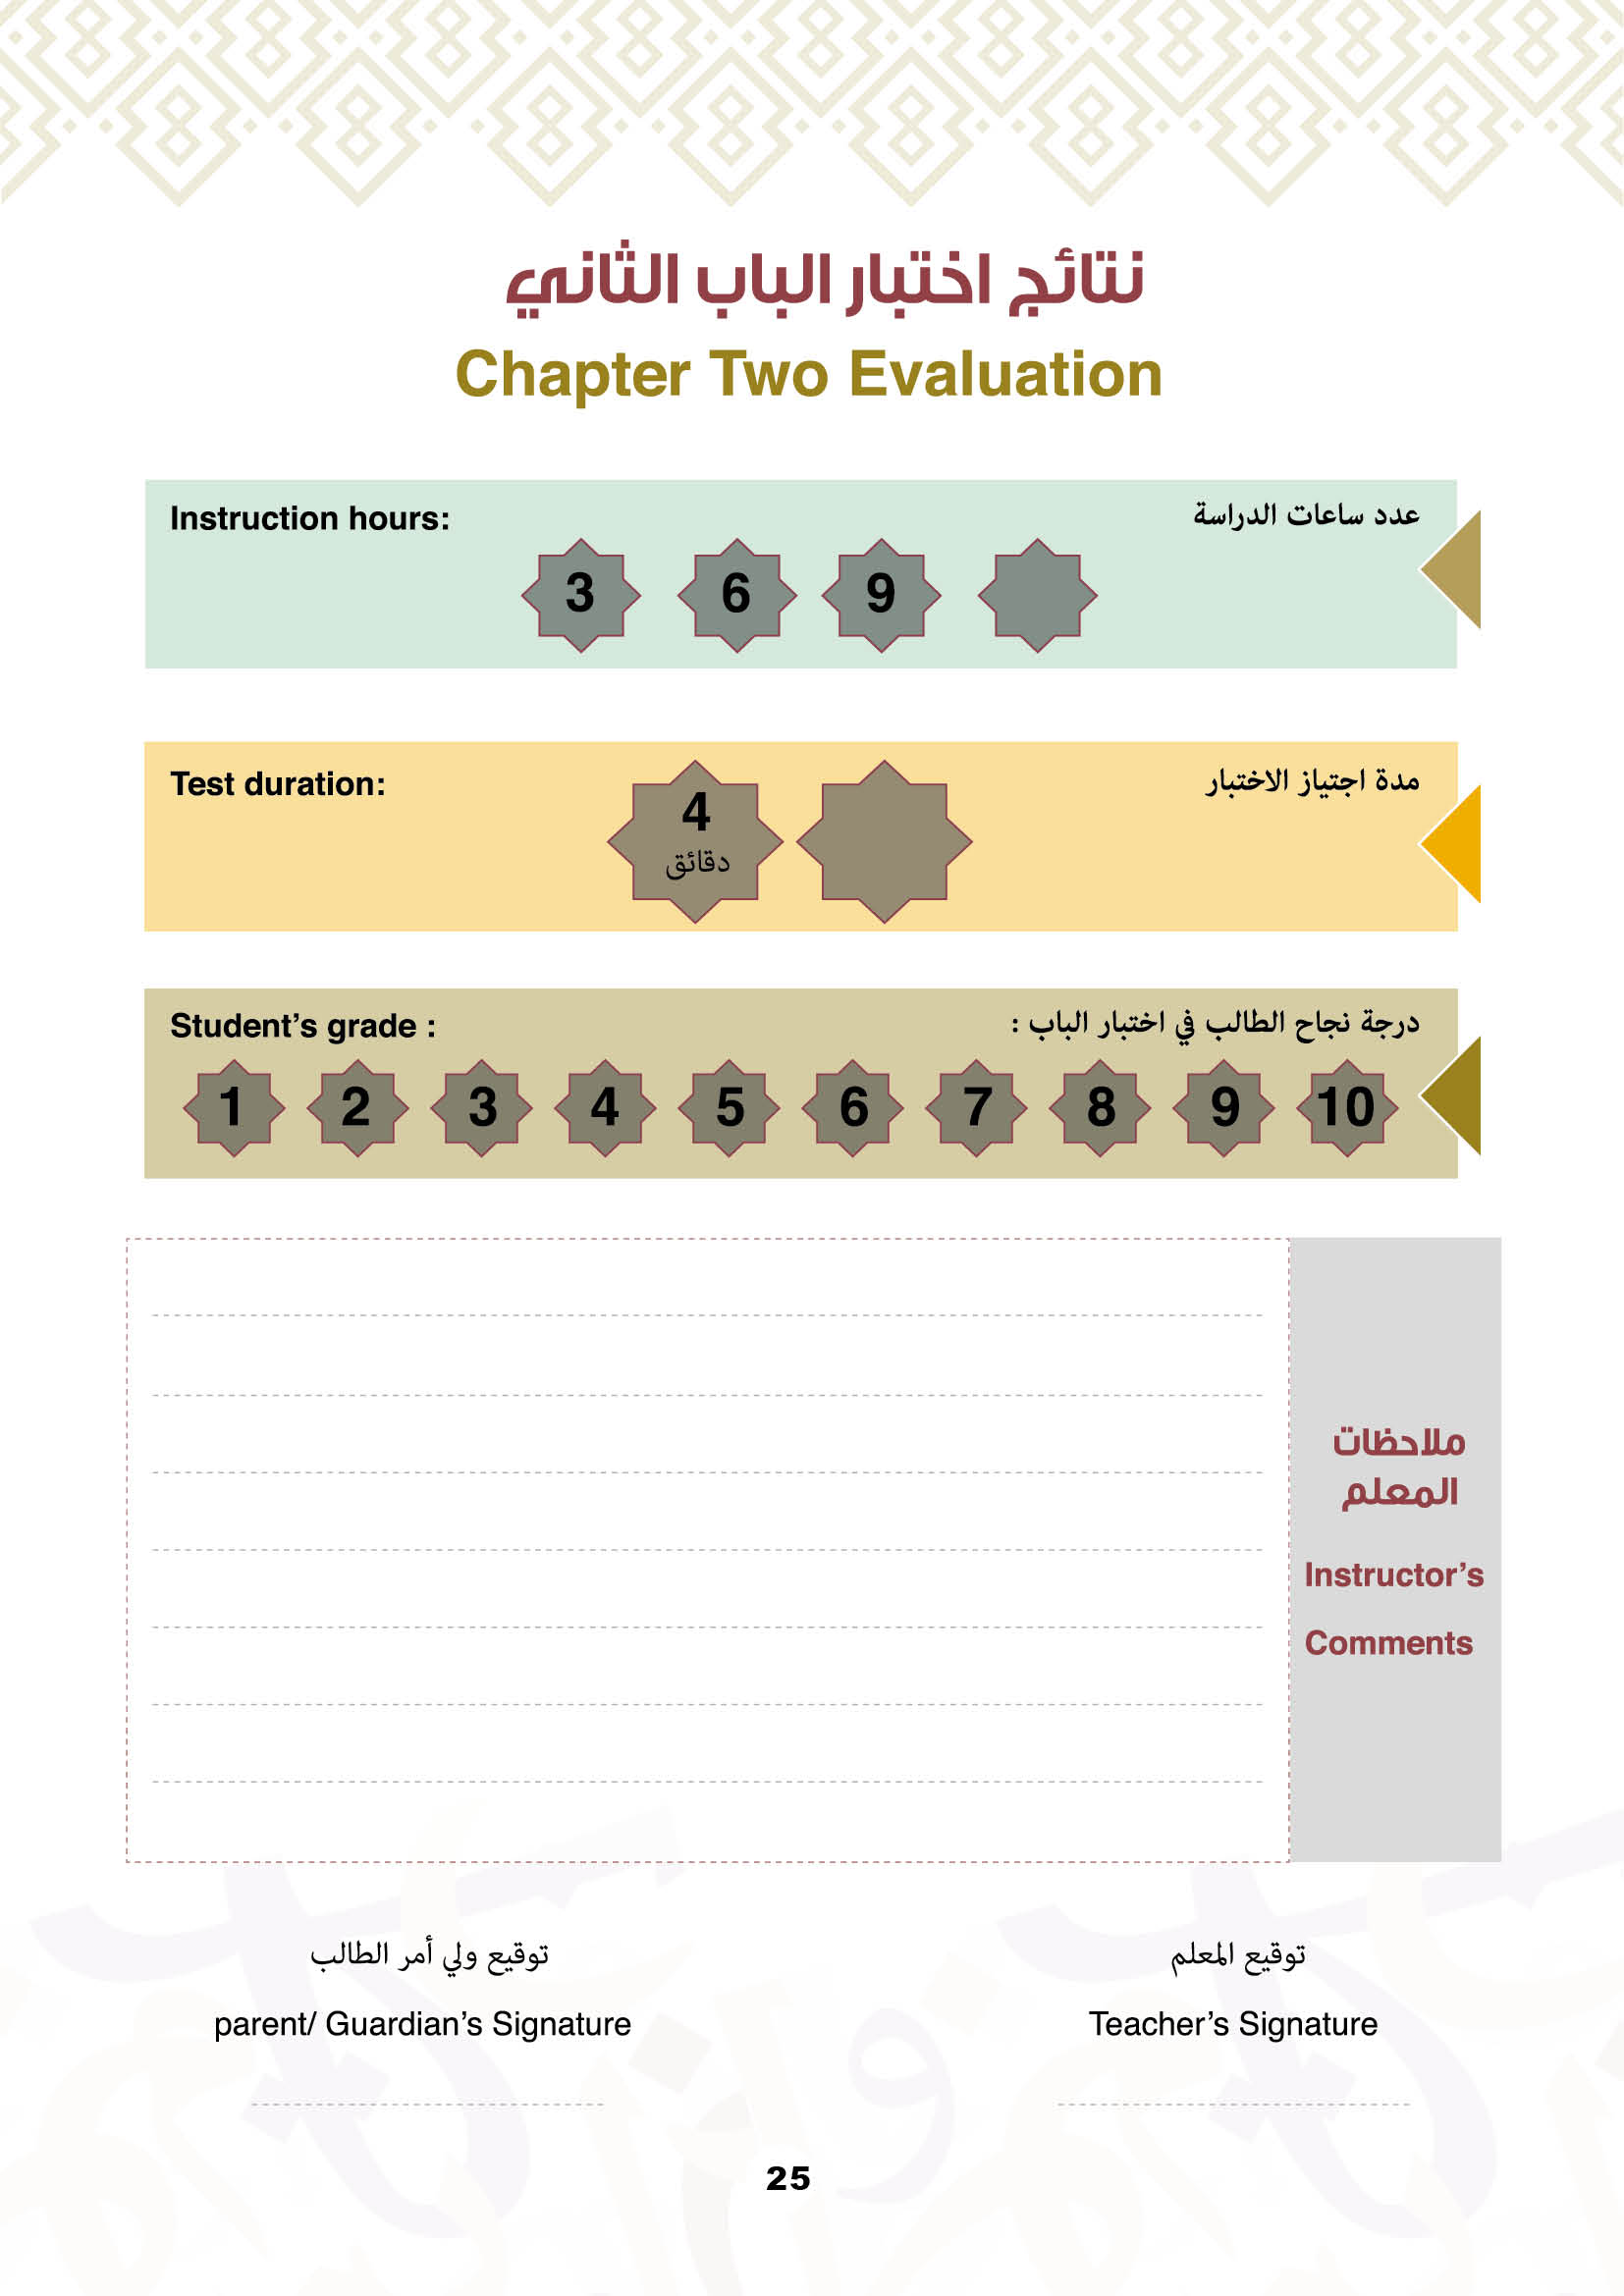 نتائج اختبار الباب الثاني
Chapter Two Evaluation
Instruction hours: عدد ساعات الدراسة
3 6 9
Test duration: مدة اجتياز الاختبار
4
دقائق
Student's grade : درجة نجاح الطالب في اختبار الباب :
1 2 3 4 5 6 7 8 9 10
ملاحظات
المعلم
Instructor's
Comments
توقيع ولي أمر الطالب توقيع المعلم
parent/ Guardian's Signature Teacher's Signature
25